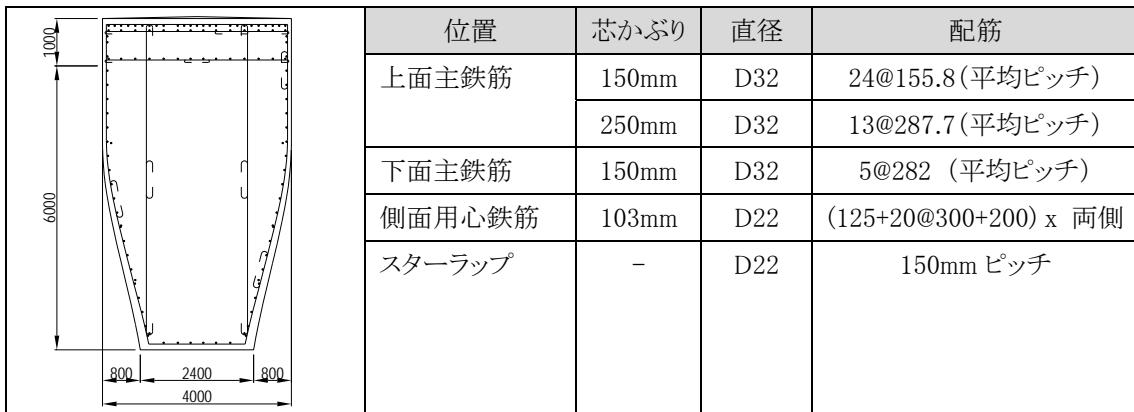 1000
6000
800 2400 800
4000
位置 芯かぶり 直径 配筋
上面主鉄筋 150mm D32 24@155.8(平均ピッチ)
250mm D32 13@287.7(平均ピッチ)
下面主鉄筋 150mm D32 5@282 (平均ピッチ)
側面用心鉄筋 103mm D22 (125+20@300+200) x 両側
スターラップ - D22 150mm ピッチ